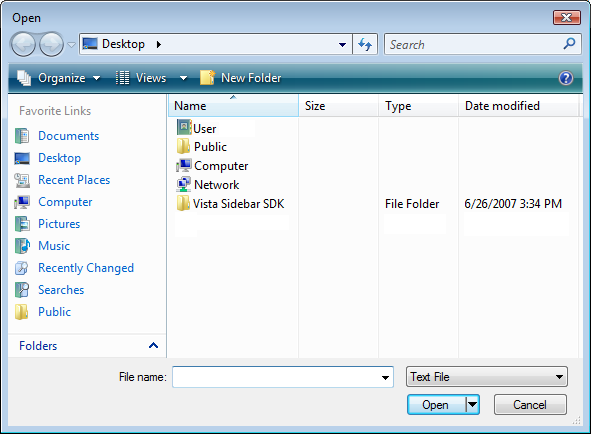 Open
Desktop
Search
Organize Views New Folder ?
Favorite Links
Documents
Desktop
Recent Places
Computer
Pictures
Music
Recently Changed
Searches
Public
Folders
Name Size Type Date modified
User
Public
Computer
Network
Vista Sidebar SDK File Folder 6/26/2007 3:34 PM
File name: Text File
Open Cancel